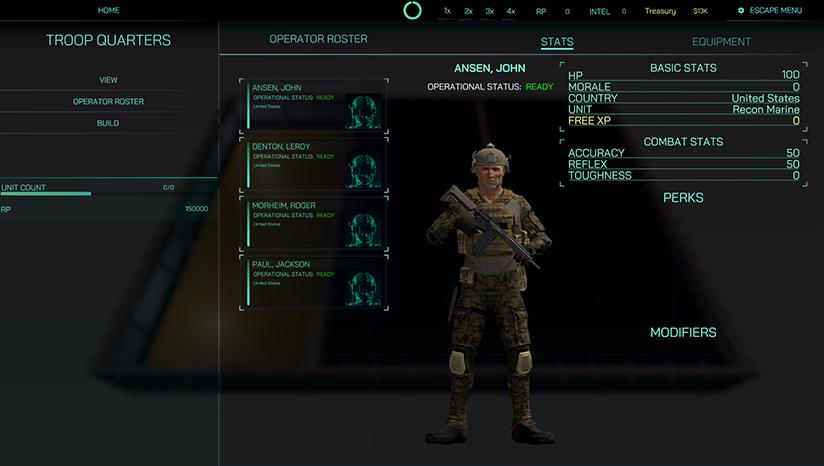 HOME
1x 2x 3x 4x RP 0 INTEL 0 Treasury $13K ESCAPE MENU
TROOP QUARTERS
VIEW
OPERATOR ROSTER
BUILD
UNIT COUNT 0/0
RP 150000
OPERATOR ROSTER
ANSEN, JOHN
OPERATIONAL STATUS: READY
United States
DENTON, LEROY
OPERATIONAL STATUS: READY
United States
MORHEIM, ROGER
OPERATIONAL STATUS: READY
United States
PAUL, JACKSON
OPERATIONAL STATUS: READY
United States
STATS
EQUIPMENT
ANSEN, JOHN
OPERATIONAL STATUS: READY
BASIC STATS
HP 100
MORALE 0
COUNTRY United States
UNIT Recon Marine
FREE XP 0
COMBAT STATS
ACCURACY 50
REFLEX 50
TOUGHNESS 0
PERKS
MODIFIERS